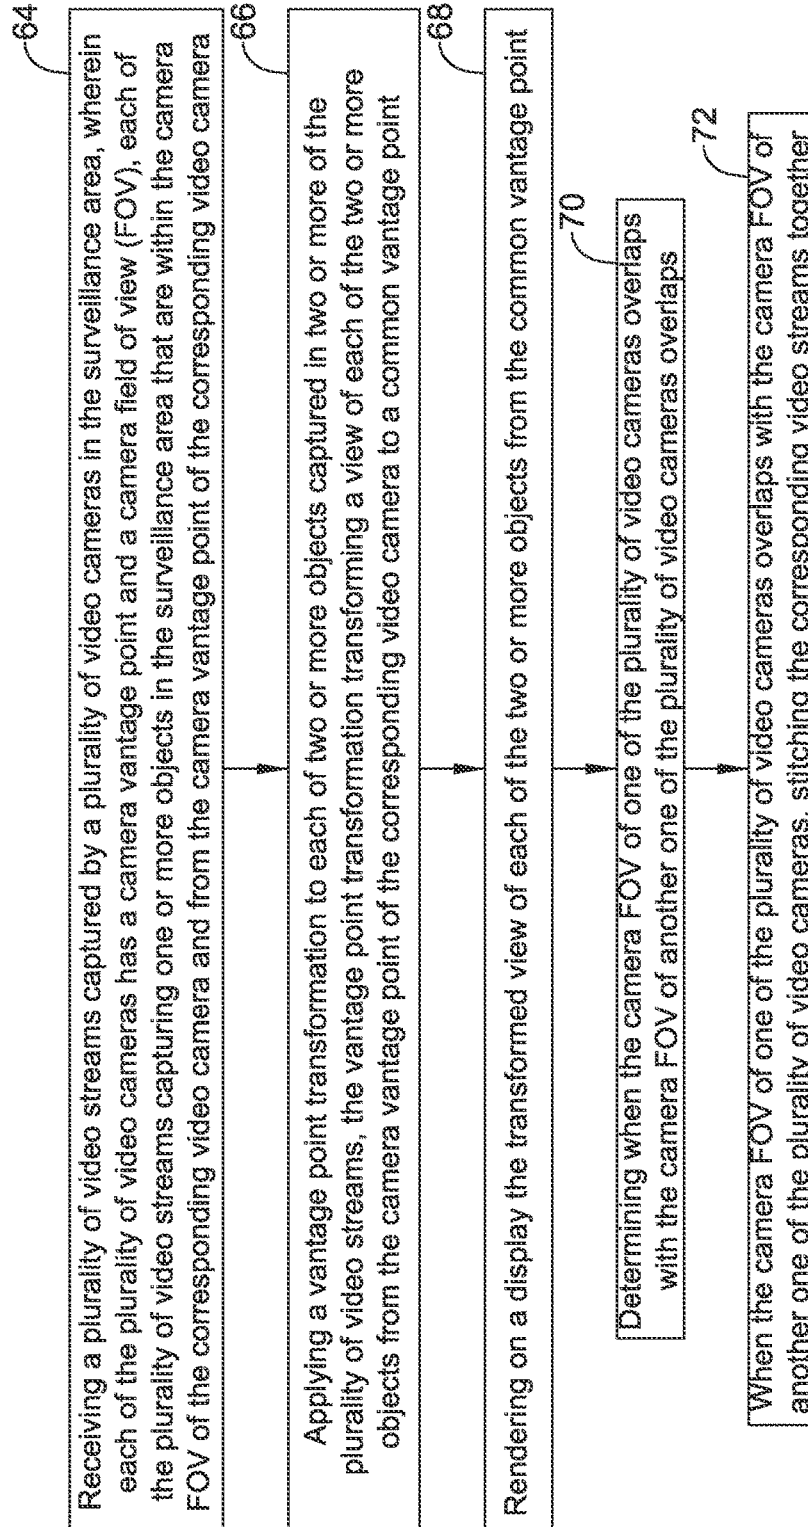 64
Receiving a plurality of video streams captured by a plurality of video cameras in the surveillance area, wherein
each of the plurality of video cameras has a camera vantage point and a camera field of view (FOV), each of
the plurality of video streams capturing one or more objects in the surveillance area that are within the camera
FOV of the corresponding video camera and from the camera vantage point of the corresponding video camera
66
Applying a vantage point transformation to each of two or more objects captured in two or more of the
plurality of video streams, the vantage point transformation transforming a view of each of the two or more
objects from the camera vantage point of the corresponding video camera to a common vantage point
68
Rendering on a display the transformed view of each of the two or more objects from the common vantage point
70
Determining when the camera FOV of one of the plurality of video cameras overlaps
with the camera FOV of another one of the plurality of video cameras overlaps
72
When the camera FOV of one of the plurality of video cameras overlaps with the camera FOV of
another one of the plurality of video cameras, stitching the corresponding video streams together